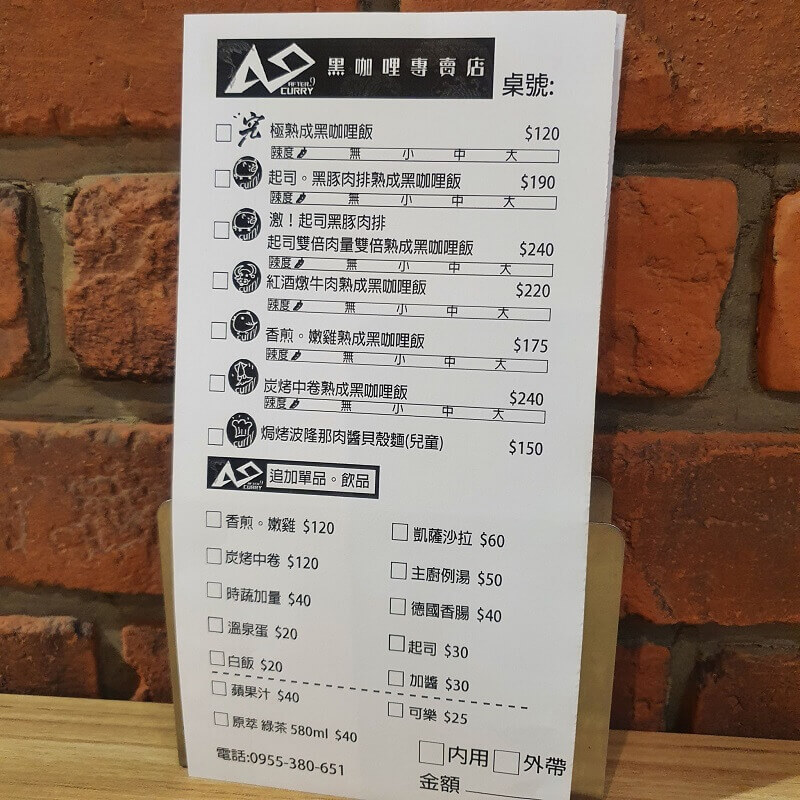 A9 AFTER 9 CURRY 黑咖哩專賣店 桌號:
究 極熟成黑咖哩飯 $120
辣度 無 小 中 大
起司。黑豚肉排熟成黑咖哩飯 $190
辣度 無 小 中 大
激！起司黑豚肉排
起司雙倍肉量雙倍熟成黑咖哩飯 $240
辣度 無 小 中 大
紅酒燉牛肉熟成黑咖哩飯 $220
辣度 無 小 中 大
香煎。嫩雞熟成黑咖哩飯 $175
辣度 無 小 中 大
炭烤中卷熟成黑咖哩飯 $240
辣度 無 小 中 大
焗烤波隆那肉醬貝殼麵(兒童) $150
A9 AFTER 9 CURRY 追加單品。飲品
香煎。嫩雞 $120
炭烤中卷 $120
時蔬加量 $40
溫泉蛋 $20
白飯 $20
蘋果汁 $40
原萃 綠茶 580ml $40
凱薩沙拉 $60
主廚例湯 $50
德國香腸 $40
起司 $30
加醬 $30
可樂 $25
電話:0955-380-651
內用 外帶
金額